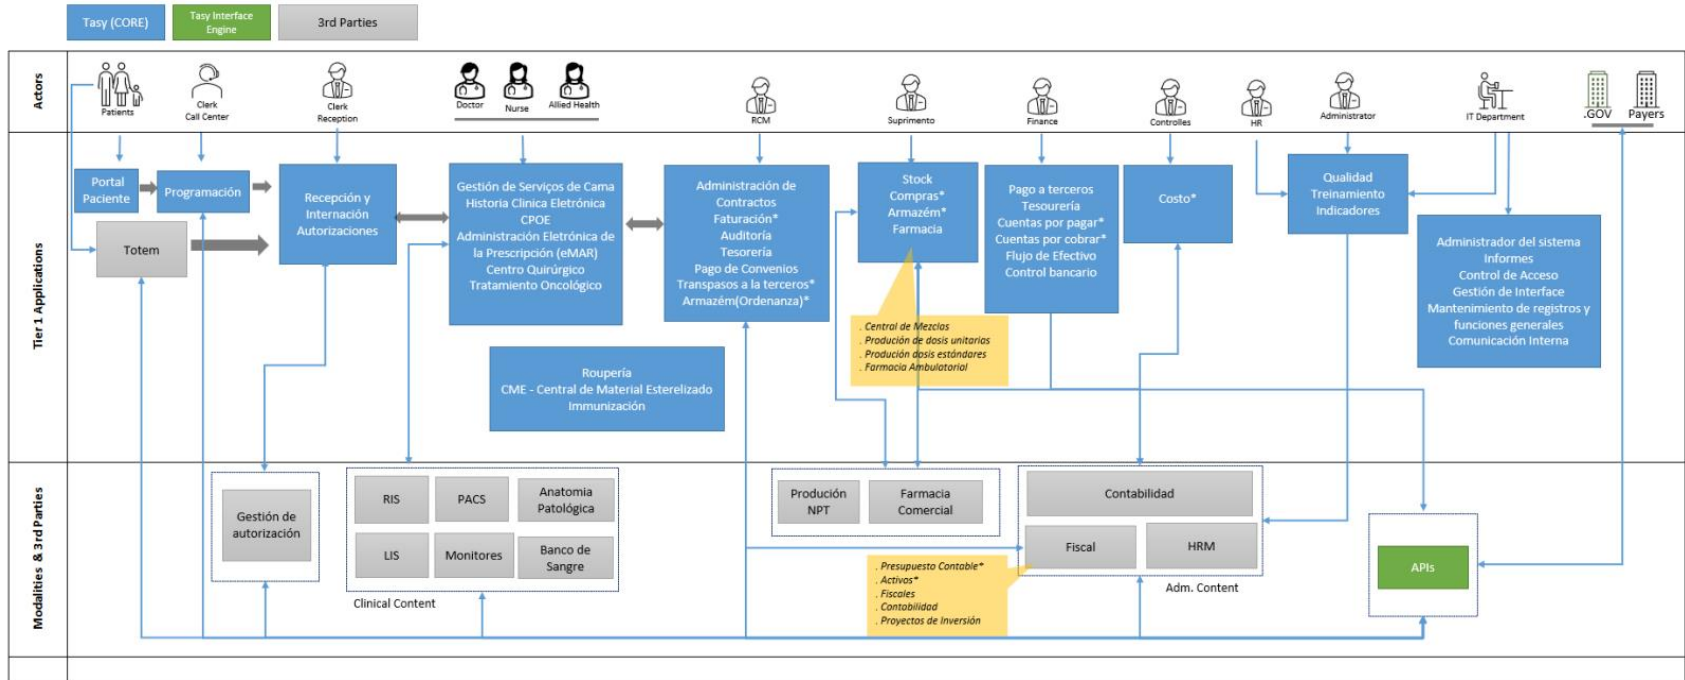 Tasy (CORE)
Tasy Interface
Engine
3rd Parties
Actors
Patients
Clerk
Call Center
Clerk
Reception
Doctor
Nurse
Allied Health
RCM
Suprimento
Finance
Controlles
HR
Administrator
IT Department
.GOV
Payers
Tier 1 Applications
Portal
Paciente
Programación
Totem
Recepción y
Internación
Autorizaciones
Gestión de Serviços de Cama
Historia Clinica Eletrónica
CPOE
Administración Eletrónica de
la Prescripción (eMAR)
Centro Quirúrgico
Tratamiento Oncológico
Administración de
Contractos
Faturación*
Auditoría
Tesorería
Pago de Convenios
Transpasos a la terceros*
Armazém(Ordenanza)*
Stock
Compras*
Armazém*
Farmacia
Pago a terceros
Tesourería
Cuentas por pagar*
Cuentas por cobrar*
Flujo de Efectivo
Control bancario
Costo*
Qualidad
Treinamiento
Indicadores
Administrador del sistema
Informes
Control de Acceso
Gestión de Interface
Mantenimiento de registros y
funciones generales
Comunicación Interna
. Central de Mezclas
. Produción de dosis unitarias
. Produción dosis estándares
. Farmacia Ambulatorial
Roupería
CME - Central de Material Esterelizado
Immunización
Modalities & 3rd Parties
Gestión de
autorización
RIS
PACS
Anatomia
Patológica
LIS
Monitores
Banco de
Sangre
Clinical Content
Produción
NPT
Farmacia
Comercial
Contabilidad
Fiscal
HRM
Adm. Content
. Presupuesto Contable*
. Activos*
. Fiscales
. Contabilidad
. Proyectos de Inversión
APIs